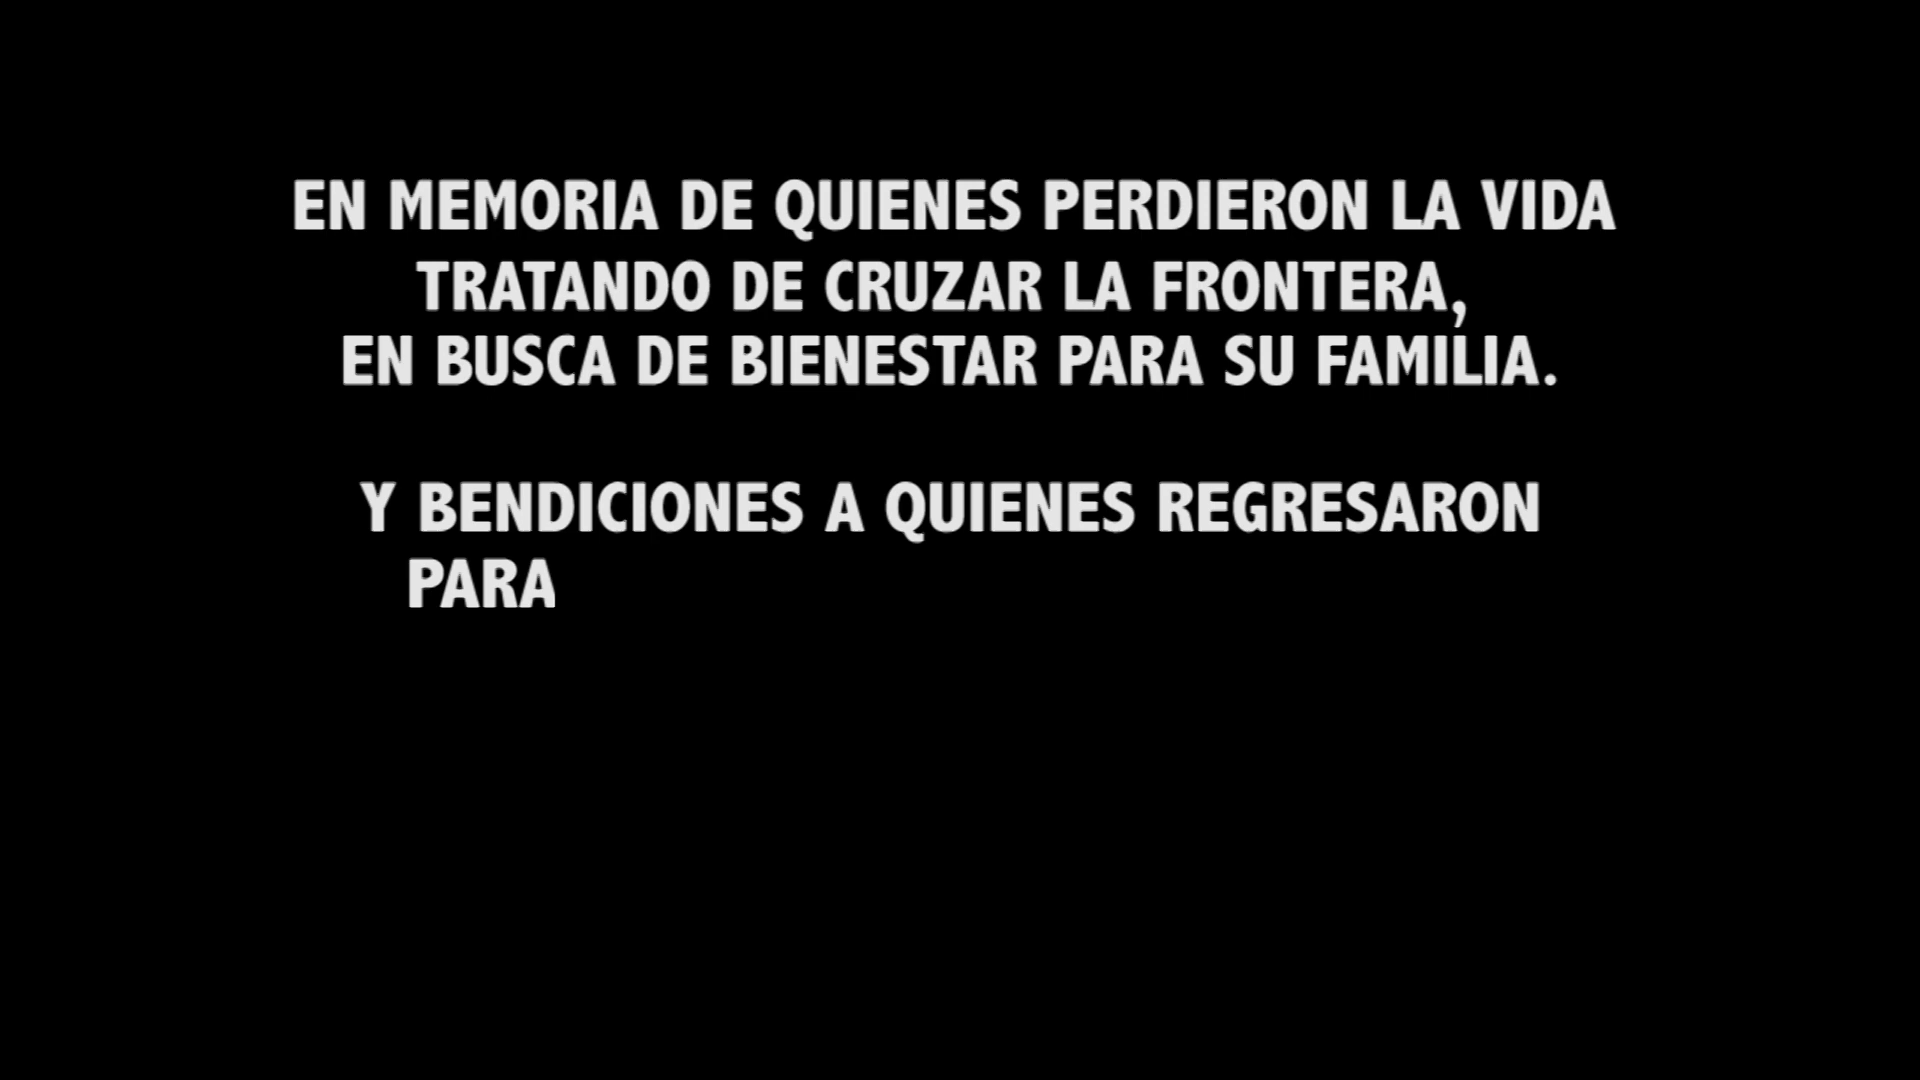 EN MEMORIA DE QUIENES PERDIERON LA VIDA
TRATANDO DE CRUZAR LA FRONTERA,
EN BUSCA DE BIENESTAR PARA SU FAMILIA.
Y BENDICIONES A QUIENES REGRESARON
PARA